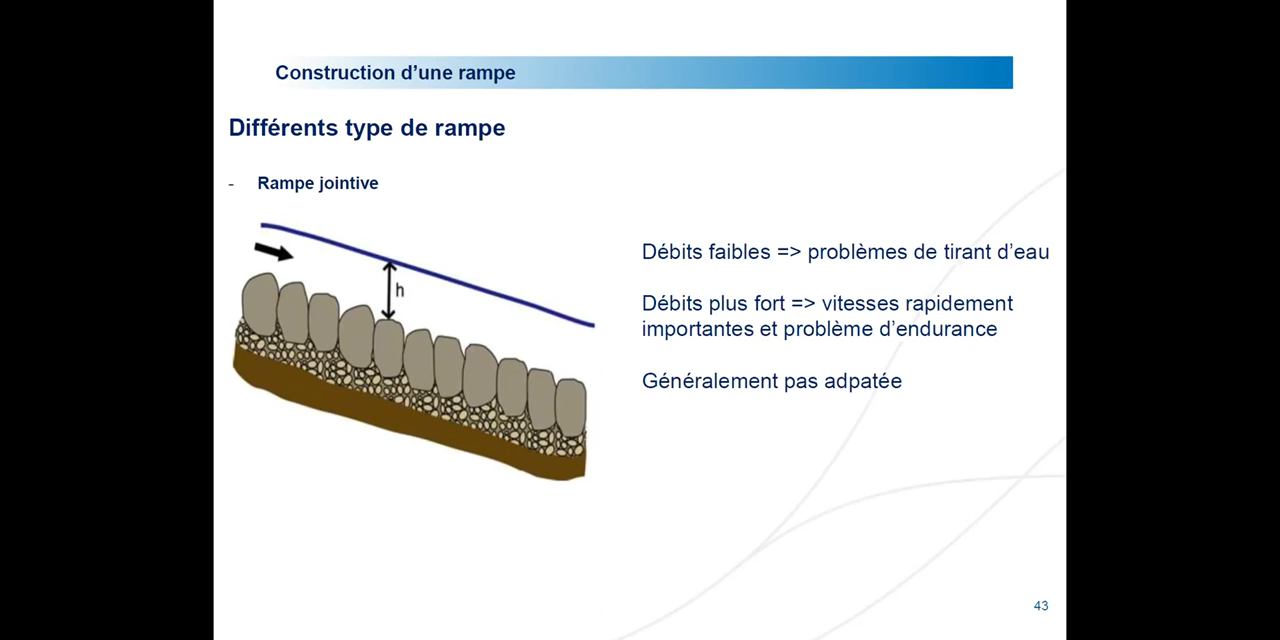 Construction d’une rampe
Différents type de rampe
- Rampe jointive
h
Débits faibles => problèmes de tirant d’eau
Débits plus fort => vitesses rapidement
importantes et problème d’endurance
Généralement pas adpatée
43